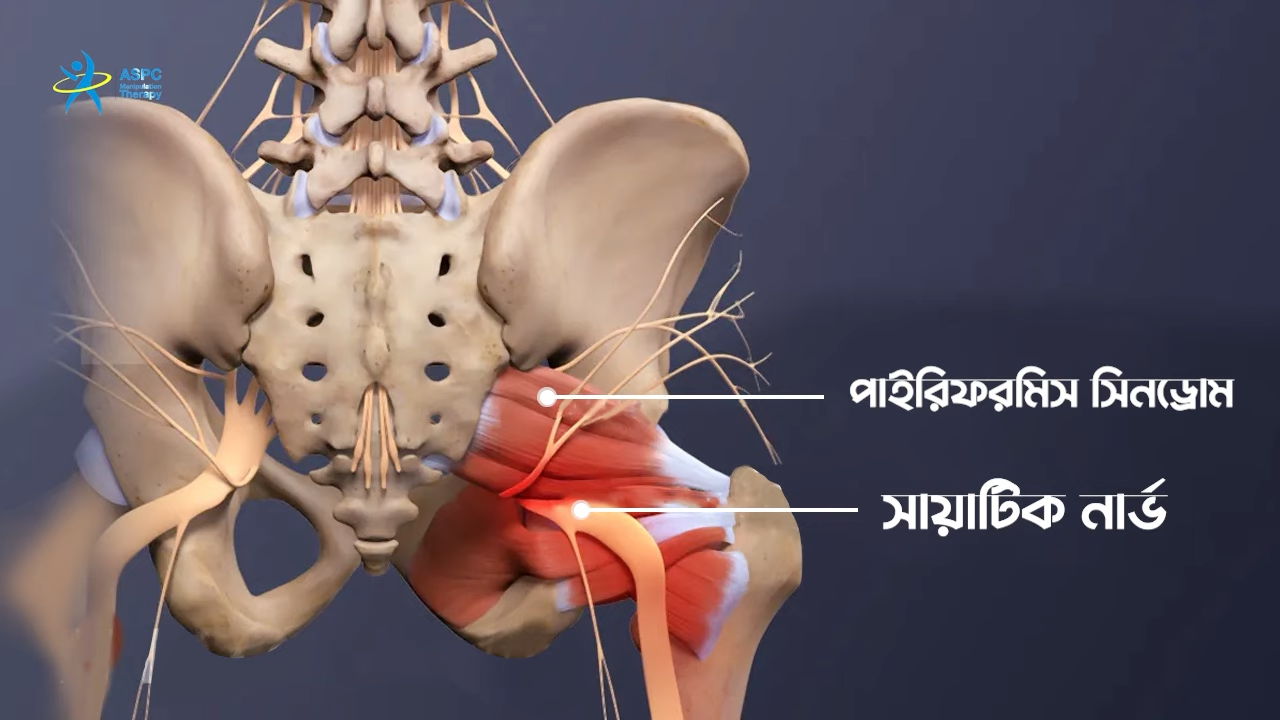 ASPC
Manipulation
Therapy
পাইরিফরমিস সিনড্রোম
সায়াটিক নার্ভ